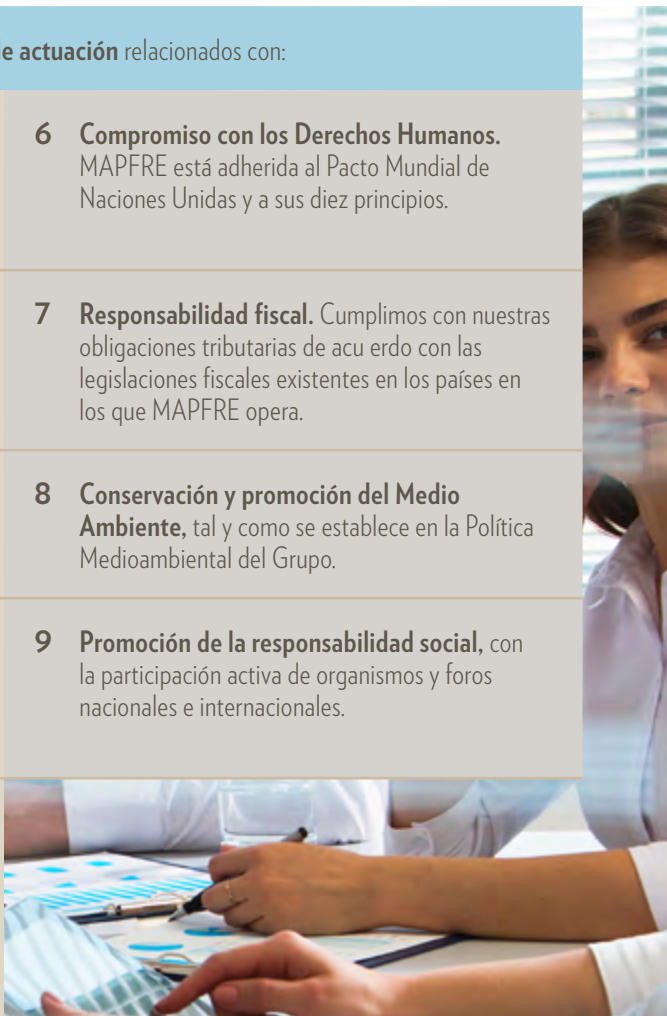 de actuación relacionados con:
6 Compromiso con los Derechos Humanos.
MAPFRE está adherida al Pacto Mundial de
Naciones Unidas y a sus diez principios.
7 Responsabilidad fiscal. Cumplimos con nuestras
obligaciones tributarias de acu erdo con las
legislaciones fiscales existentes en los países en
los que MAPFRE opera.
8 Conservación y promoción del Medio
Ambiente, tal y como se establece en la Política
Medioambiental del Grupo.
9 Promoción de la responsabilidad social, con
la participación activa de organismos y foros
nacionales e internacionales.